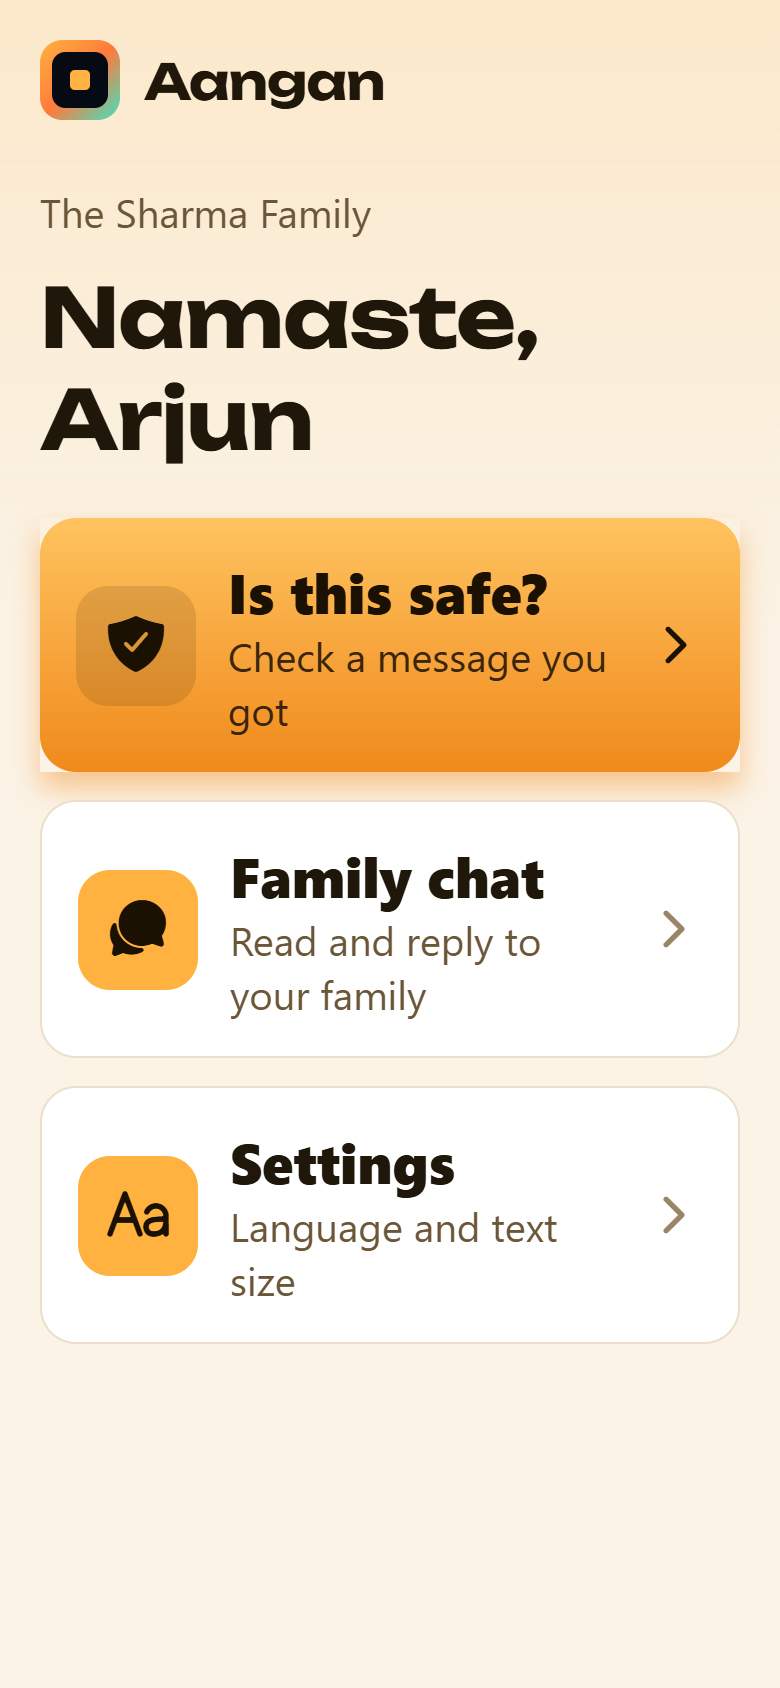 Aangan
The Sharma Family
Namaste,
Arjun
Is this safe?
Check a message you
got
Family chat
Read and reply to
your family
Aa
Settings
Language and text
size